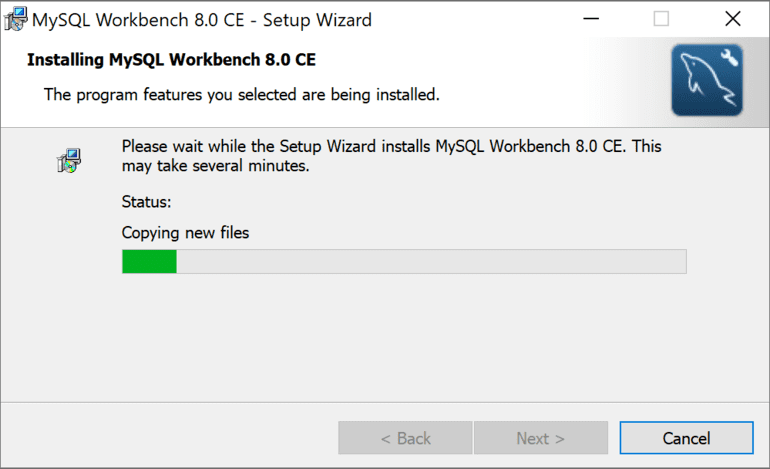 MySQL Workbench 8.0 CE - Setup Wizard
Installing MySQL Workbench 8.0 CE
The program features you selected are being installed.
Please wait while the Setup Wizard installs MySQL Workbench 8.0 CE. This
may take several minutes.
Status:
Copying new files
< Back
Next >
Cancel